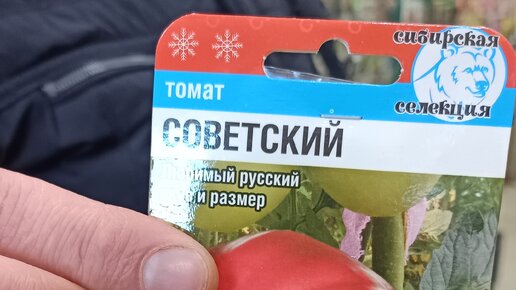 сибирская
селекция
томат
СОВЕТСКИЙ
русский
и размер